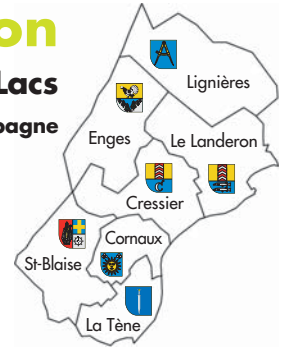 on
Lacs
pagne
Lignières
Enges
Le Landeron
Cressier
St-Blaise
Cornaux
La Tène